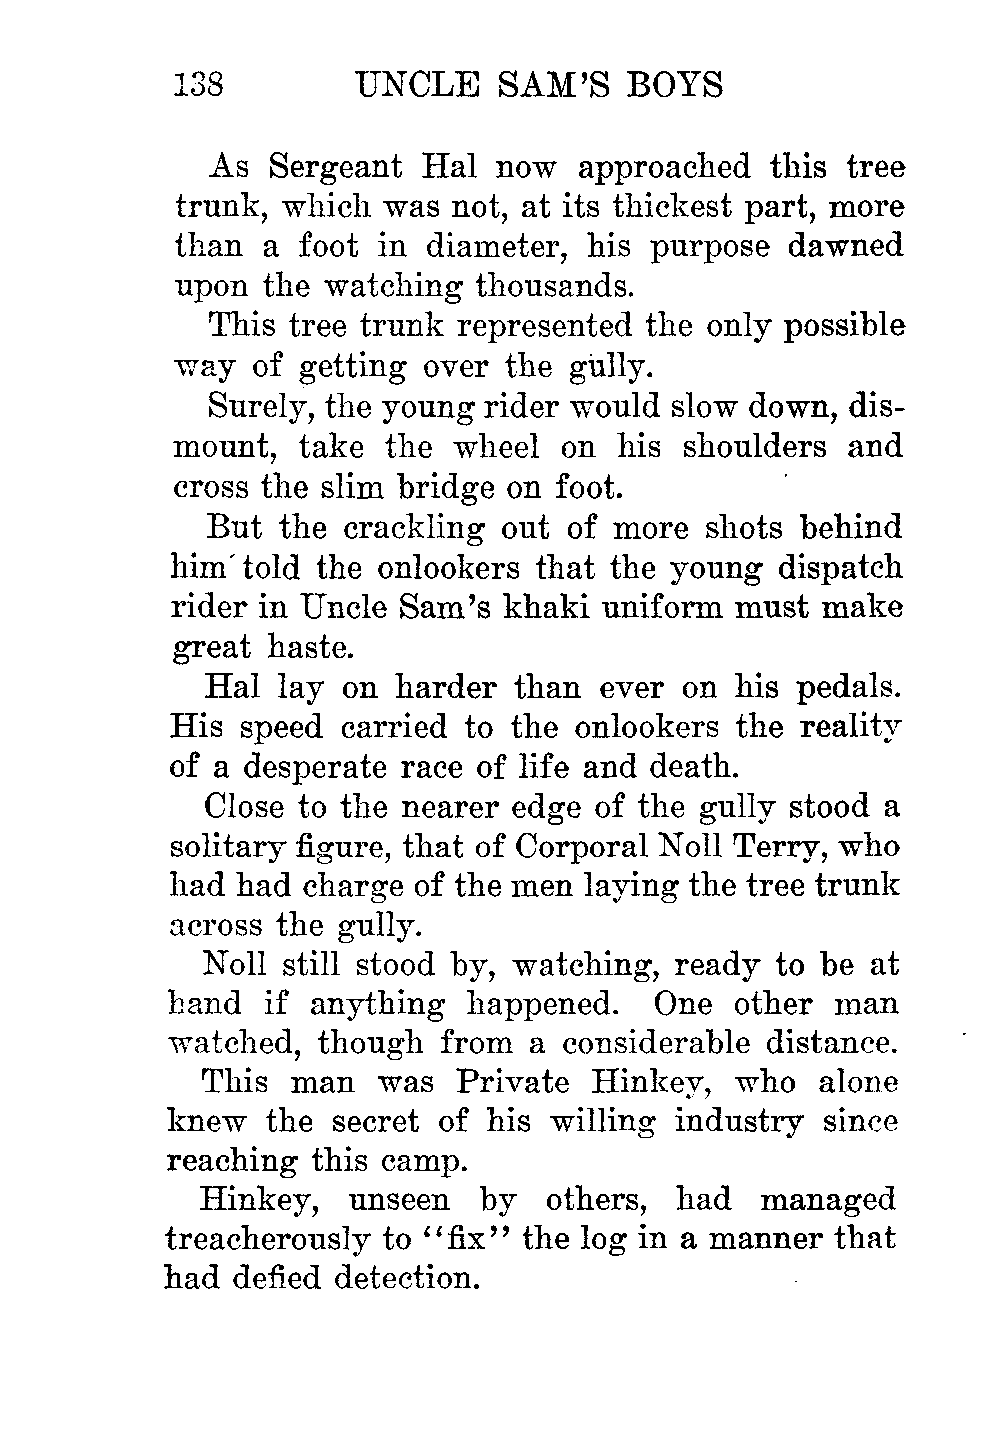 138 UNCLE SAM'S BOYS
As Sergeant Hal now approached this tree
trunk, which was not, at its thickest part, more
than a foot in diameter, his purpose dawned
upon the watching thousands.
This tree trunk represented the only possible
way of getting over the gully.
Surely, the young rider would slow down, dis-
mount, take the wheel on his shoulders and
cross the slim bridge on foot.
But the crackling out of more shots behind
him told the onlookers that the young dispatch
rider in Uncle Sam's khaki uniform must make
great haste.
Hal lay on harder than ever on his pedals.
His speed carried to the onlookers the reality
of a desperate race of life and death.
Close to the nearer edge of the gully stood a
solitary figure, that of Corporal Noll Terry, who
had had charge of the men laying the tree trunk
across the gully.
Noll still stood by, watching, ready to be at
hand if anything happened. One other man
watched, though from a considerable distance.
This man was Private Hinkey, who alone
knew the secret of his willing industry since
reaching this camp.
Hinkey, unseen by others, had managed
treacherously to "fix" the log in a manner that
had defied detection.